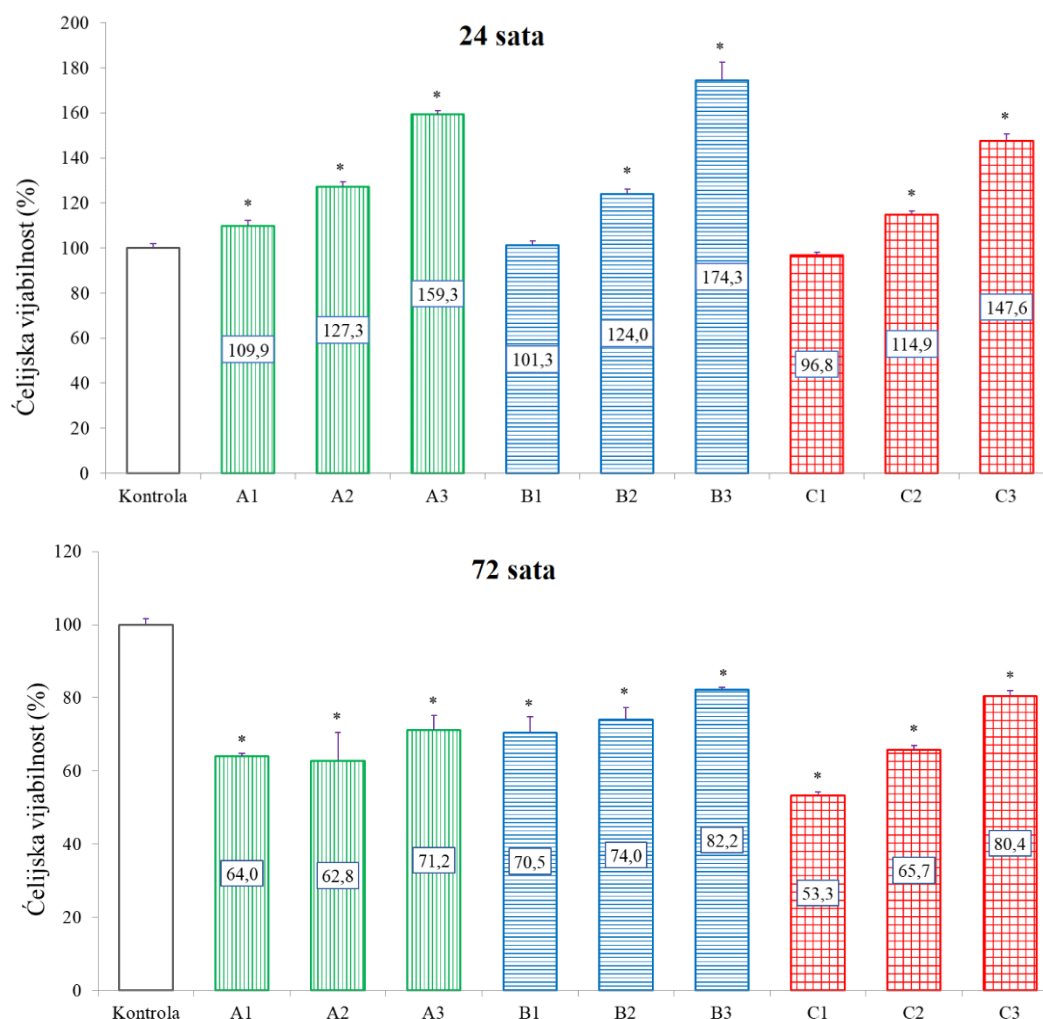 24 sata
Ćelijska vijabilnost (%)
200
180
160
140
120
100
80
60
40
20
0
* * * * * * *
109,9 127,3 159,3 101,3 124,0 174,3 96,8 114,9 147,6
Kontrola A1 A2 A3 B1 B2 B3 C1 C2 C3
72 sata
Ćelijska vijabilnost (%)
120
100
80
60
40
20
0
* * * * * * * * *
64,0 62,8 71,2 70,5 74,0 82,2 53,3 65,7 80,4
Kontrola A1 A2 A3 B1 B2 B3 C1 C2 C3